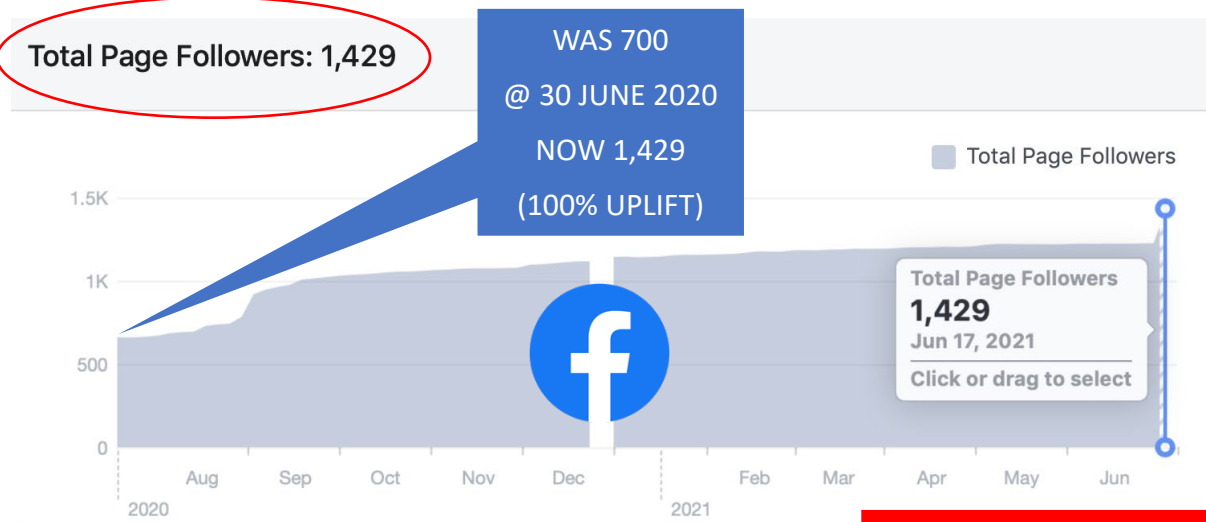 Total Page Followers: 1,429
WAS 700
@ 30 JUNE 2020
NOW 1,429
(100% UPLIFT)
Total Page Followers
1.5K
1K
500
0
Total Page Followers
1,429
Jun 17, 2021
Click or drag to select
Aug Sep Oct Nov Dec Feb Mar Apr May Jun
2020 2021